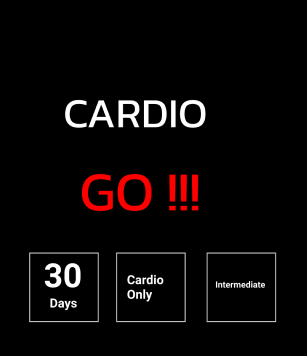 CARDIO
GO !!!
30
Days
Cardio
Only
Intermediate